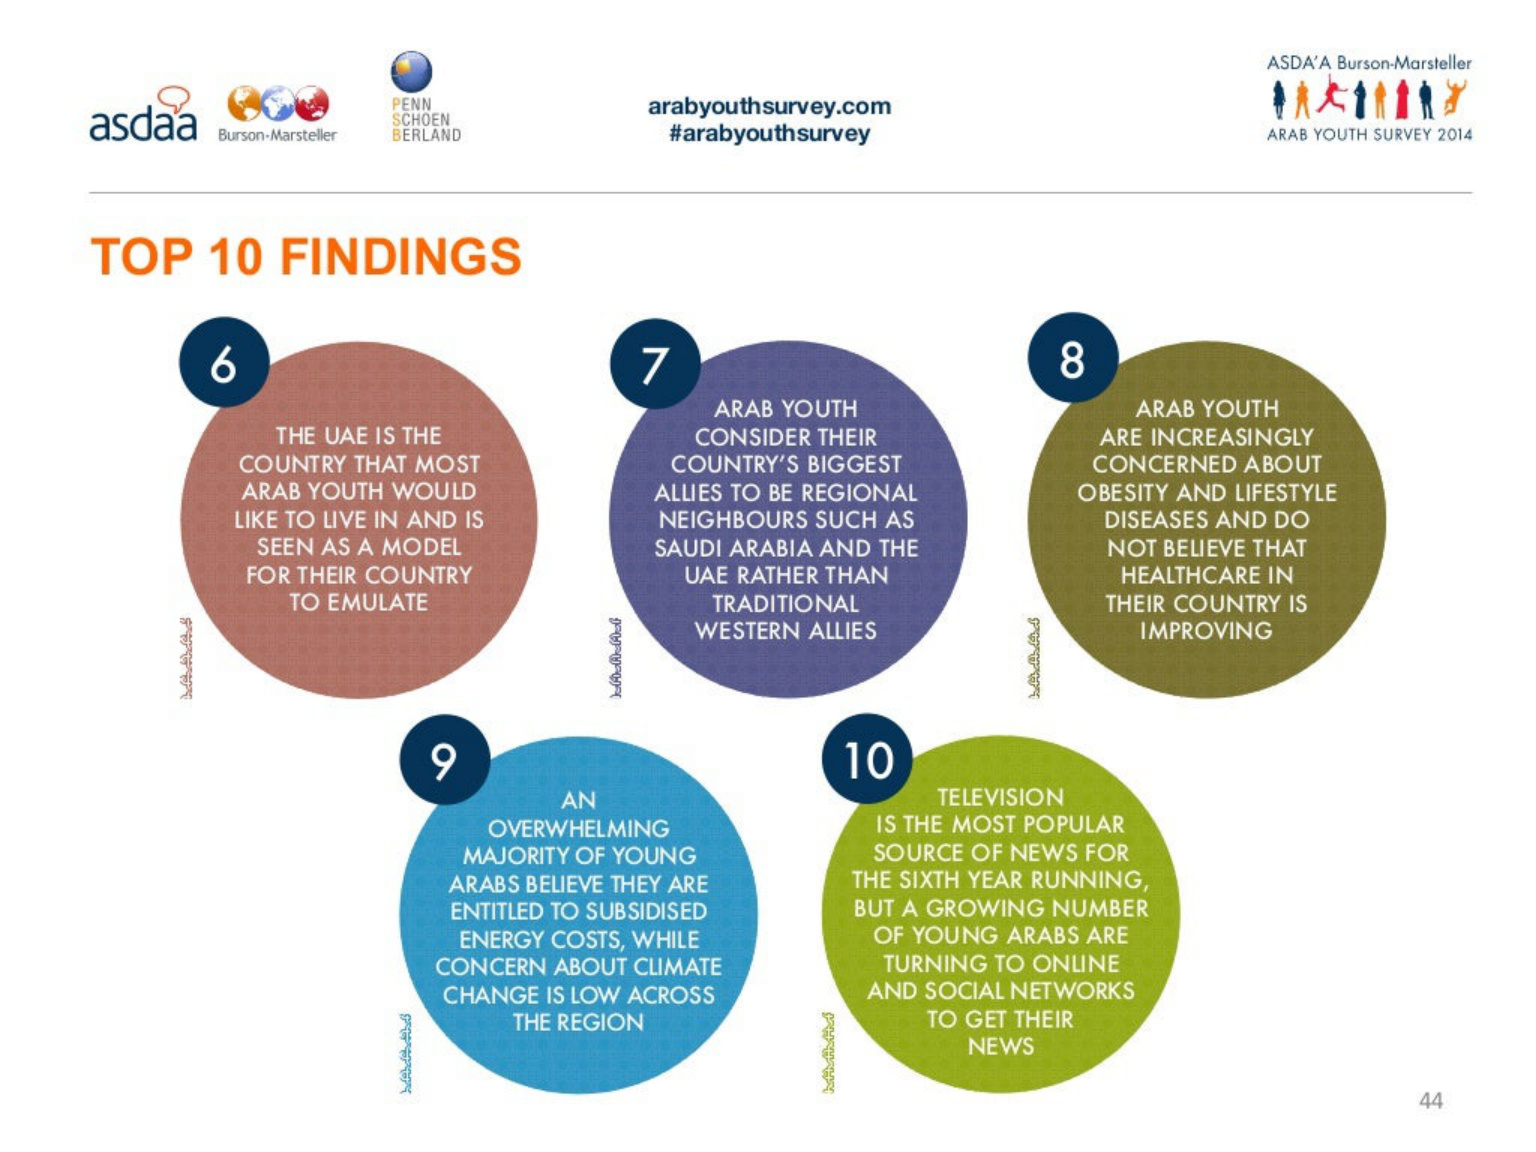 asdaa
Burson-Marsteller
PENN
SCHOEN
BERLAND
arabyouthsurvey.com
#arabyouthsurvey
ASDA'A Burson-Marsteller
ARAB YOUTH SURVEY 2014
TOP 10 FINDINGS
6
THE UAE IS THE
COUNTRY THAT MOST
ARAB YOUTH WOULD
LIKE TO LIVE IN AND IS
SEEN AS A MODEL
FOR THEIR COUNTRY
TO EMULATE
7
ARAB YOUTH
CONSIDER THEIR
COUNTRY'S BIGGEST
ALLIES TO BE REGIONAL
NEIGHBOURS SUCH AS
SAUDI ARABIA AND THE
UAE RATHER THAN
TRADITIONAL
WESTERN ALLIES
8
ARAB YOUTH
ARE INCREASINGLY
CONCERNED ABOUT
OBESITY AND LIFESTYLE
DISEASES AND DO
NOT BELIEVE THAT
HEALTHCARE IN
THEIR COUNTRY IS
IMPROVING
9
AN
OVERWHELMING
MAJORITY OF YOUNG
ARABS BELIEVE THEY ARE
ENTITLED TO SUBSIDISED
ENERGY COSTS, WHILE
CONCERN ABOUT CLIMATE
CHANGE IS LOW ACROSS
THE REGION
10
TELEVISION
IS THE MOST POPULAR
SOURCE OF NEWS FOR
THE SIXTH YEAR RUNNING,
BUT A GROWING NUMBER
OF YOUNG ARABS ARE
TURNING TO ONLINE
AND SOCIAL NETWORKS
TO GET THEIR
NEWS
44